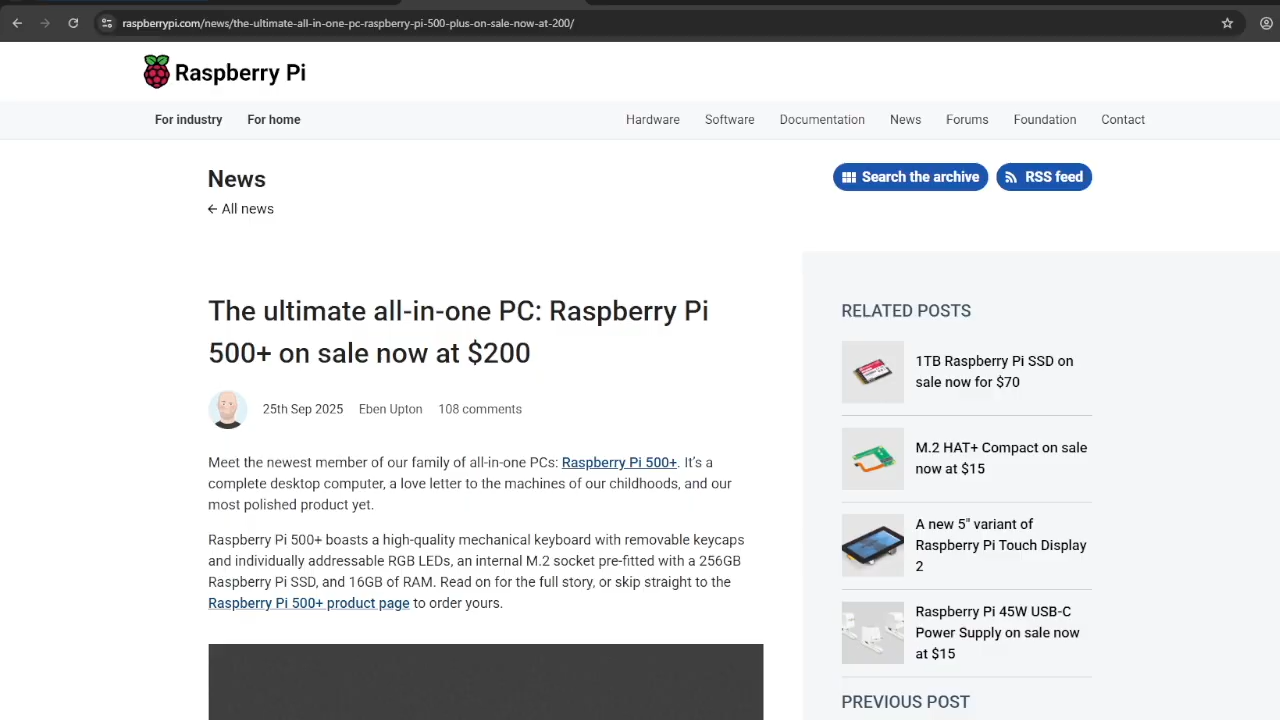 raspberrypi.com/news/the-ultimate-all-in-one-pc-raspberry-pi-500-plus-on-sale-now-at-200/
Raspberry Pi
For industry
For home
Hardware
Software
Documentation
News
Forums
Foundation
Contact
News
← All news
Search the archive
RSS feed
The ultimate all-in-one PC: Raspberry Pi
500+ on sale now at $200
25th Sep 2025 Eben Upton 108 comments
Meet the newest member of our family of all-in-one PCs: Raspberry Pi 500+. It’s a
complete desktop computer, a love letter to the machines of our childhoods, and our
most polished product yet.
Raspberry Pi 500+ boasts a high-quality mechanical keyboard with removable keycaps
and individually addressable RGB LEDs, an internal M.2 socket pre-fitted with a 256GB
Raspberry Pi SSD, and 16GB of RAM. Read on for the full story, or skip straight to the
Raspberry Pi 500+ product page to order yours.
RELATED POSTS
1TB Raspberry Pi SSD on
sale now for $70
M.2 HAT+ Compact on sale
now at $15
A new 5" variant of
Raspberry Pi Touch Display
2
Raspberry Pi 45W USB-C
Power Supply on sale now
at $15
PREVIOUS POST